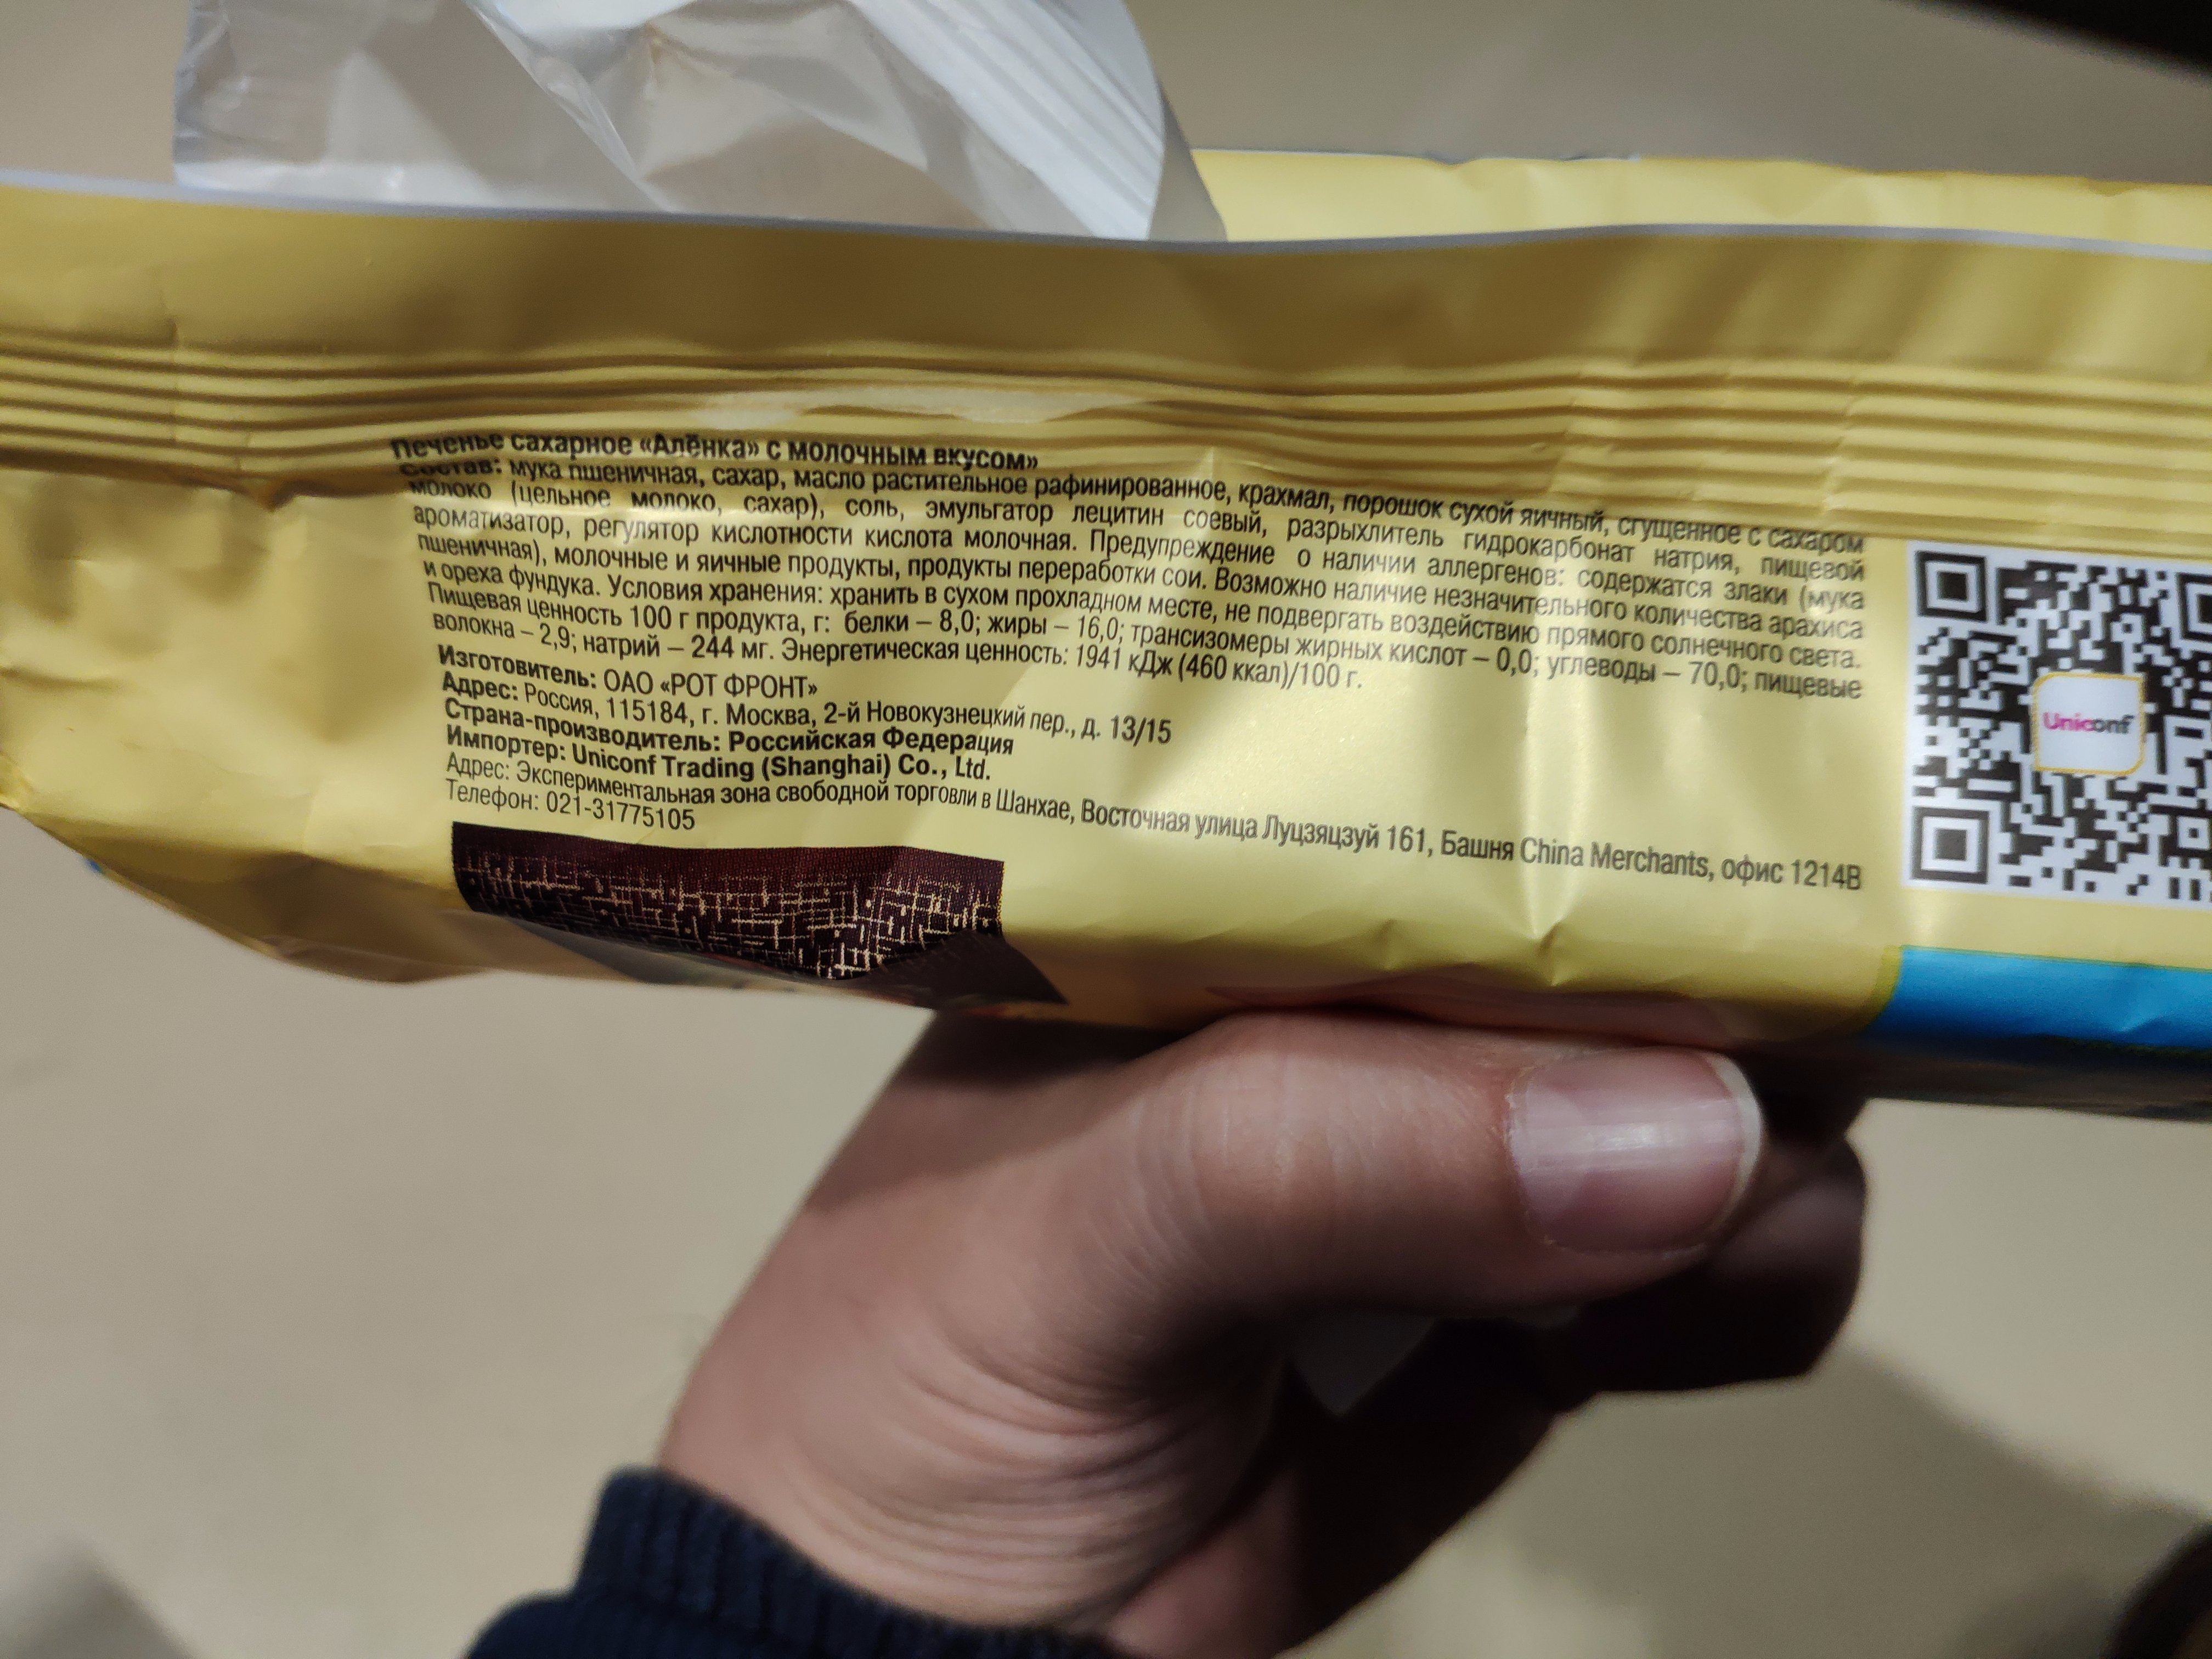 Печенье сахарное «Алёнка» с молочным вкусом»
Состав: мука пшеничная, сахар, масло растительное рафинированное, крахмал, порошок сухой яичный, сгущенное с сахаром
молоко (цельное молоко, сахар), соль, эмульгатор лецитин соевый, разрыхлитель гидрокарбонат натрия, пищевой
ароматизатор, регулятор кислотности кислота молочная. Предупреждение о наличии аллергенов: содержатся злаки (мука
пшеничная), молочные и яичные продукты, продукты переработки сои. Возможно наличие незначительного количества арахиса
и ореха фундука. Условия хранения: хранить в сухом прохладном месте, не подвергать воздействию прямого солнечного света.
Пищевая ценность 100 г продукта, г: белки – 8,0; жиры – 16,0; трансизомеры жирных кислот – 0,0; углеводы – 70,0; пищевые
волокна – 2,9; натрий – 244 мг. Энергетическая ценность: 1941 кДж (460 ккал)/100 г.
Изготовитель: ОАО «РОТ ФРОНТ»
Адрес: Россия, 115184, г. Москва, 2-й Новокузнецкий пер., д. 13/15
Страна-производитель: Российская Федерация
Импортер: Uniconf Trading (Shanghai) Co., Ltd.
Адрес: Экспериментальная зона свободной торговли в Шанхае, Восточная улица Луцзяцзуй 161, Башня China Merchants, офис 1214B
Телефон: 021-31775105
Uniconf